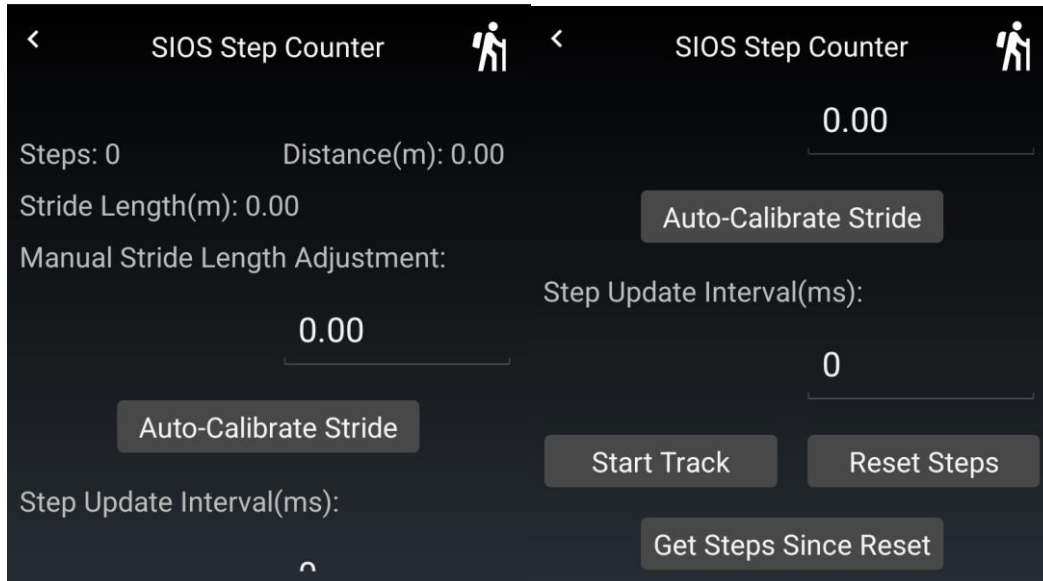 SIOS Step Counter
Steps: 0 Distance(m): 0.00
Stride Length(m): 0.00
Manual Stride Length Adjustment:
0.00
Auto-Calibrate Stride
Step Update Interval(ms):
SIOS Step Counter
0.00
Auto-Calibrate Stride
Step Update Interval(ms):
0
Start Track Reset Steps
Get Steps Since Reset